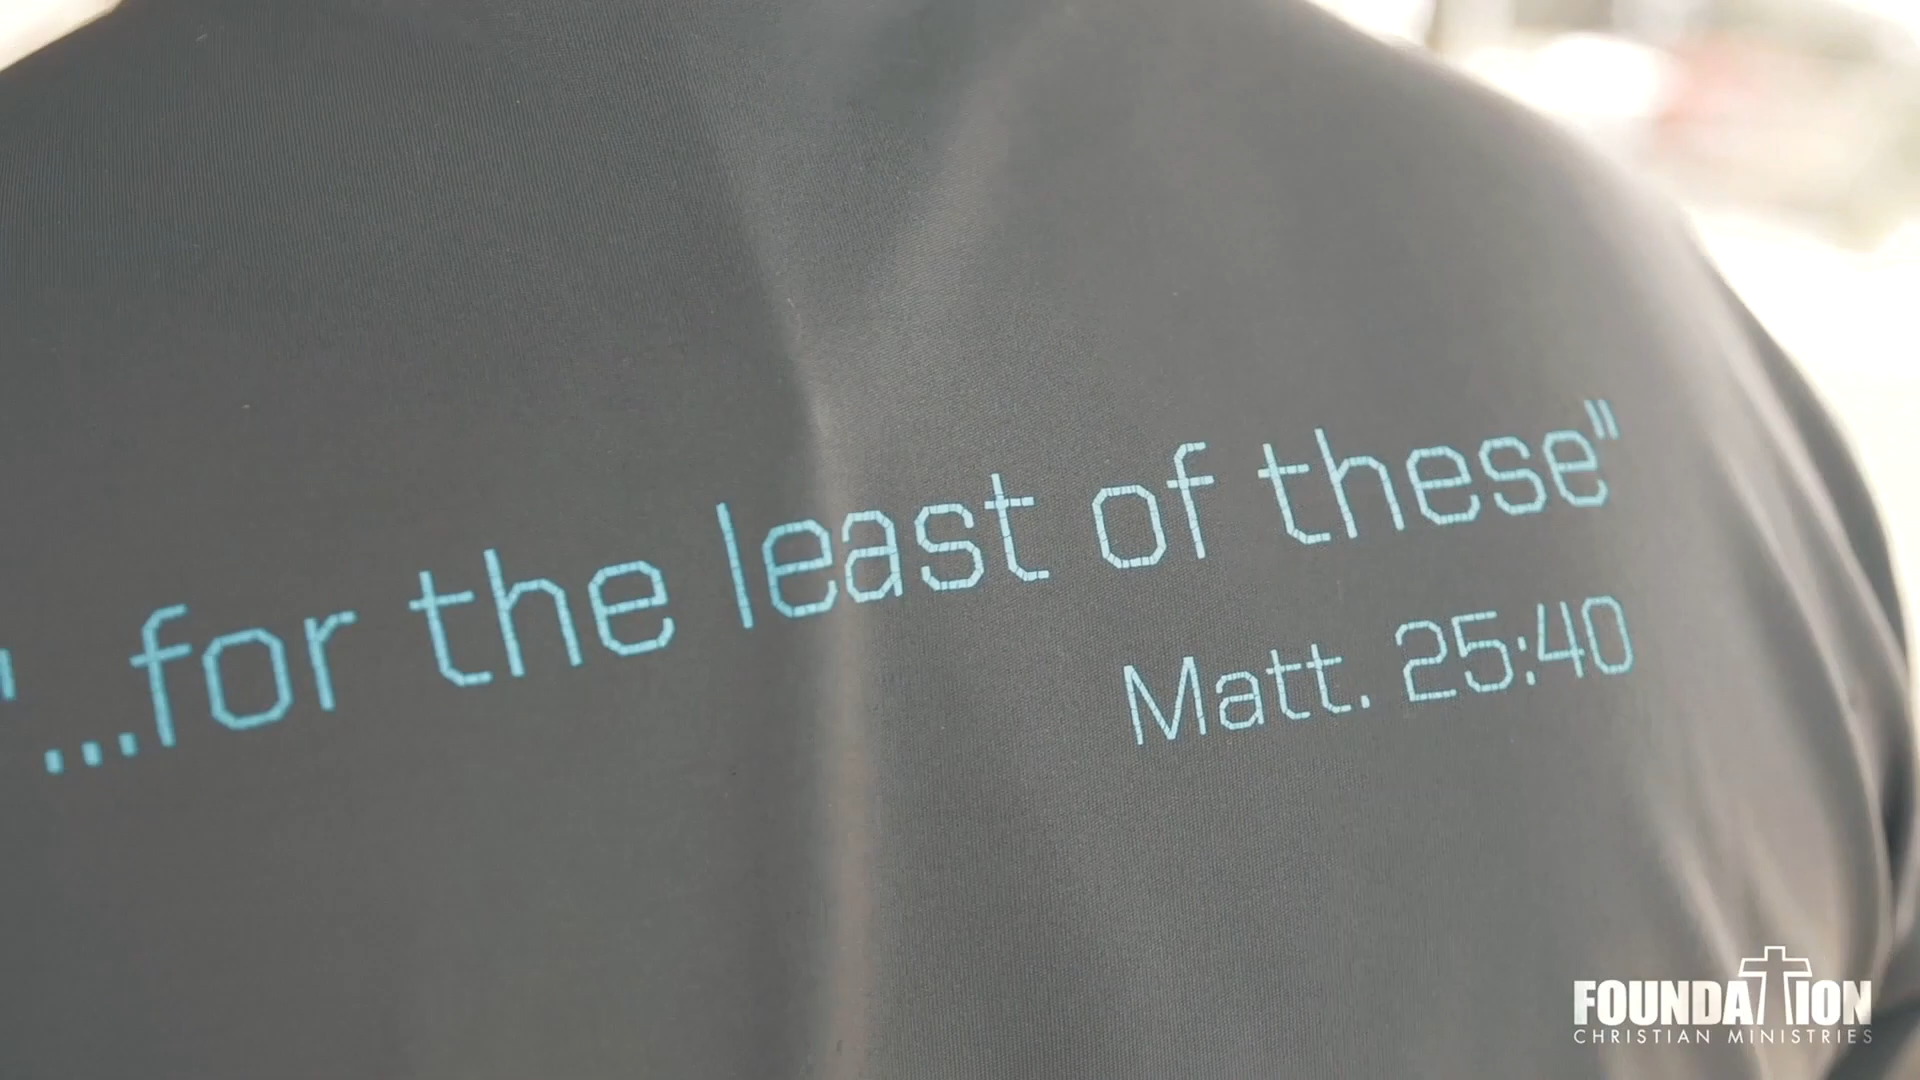 "...for the least of these"
Matt. 25:40
FOUNDATION
CHRISTIAN MINISTRIES